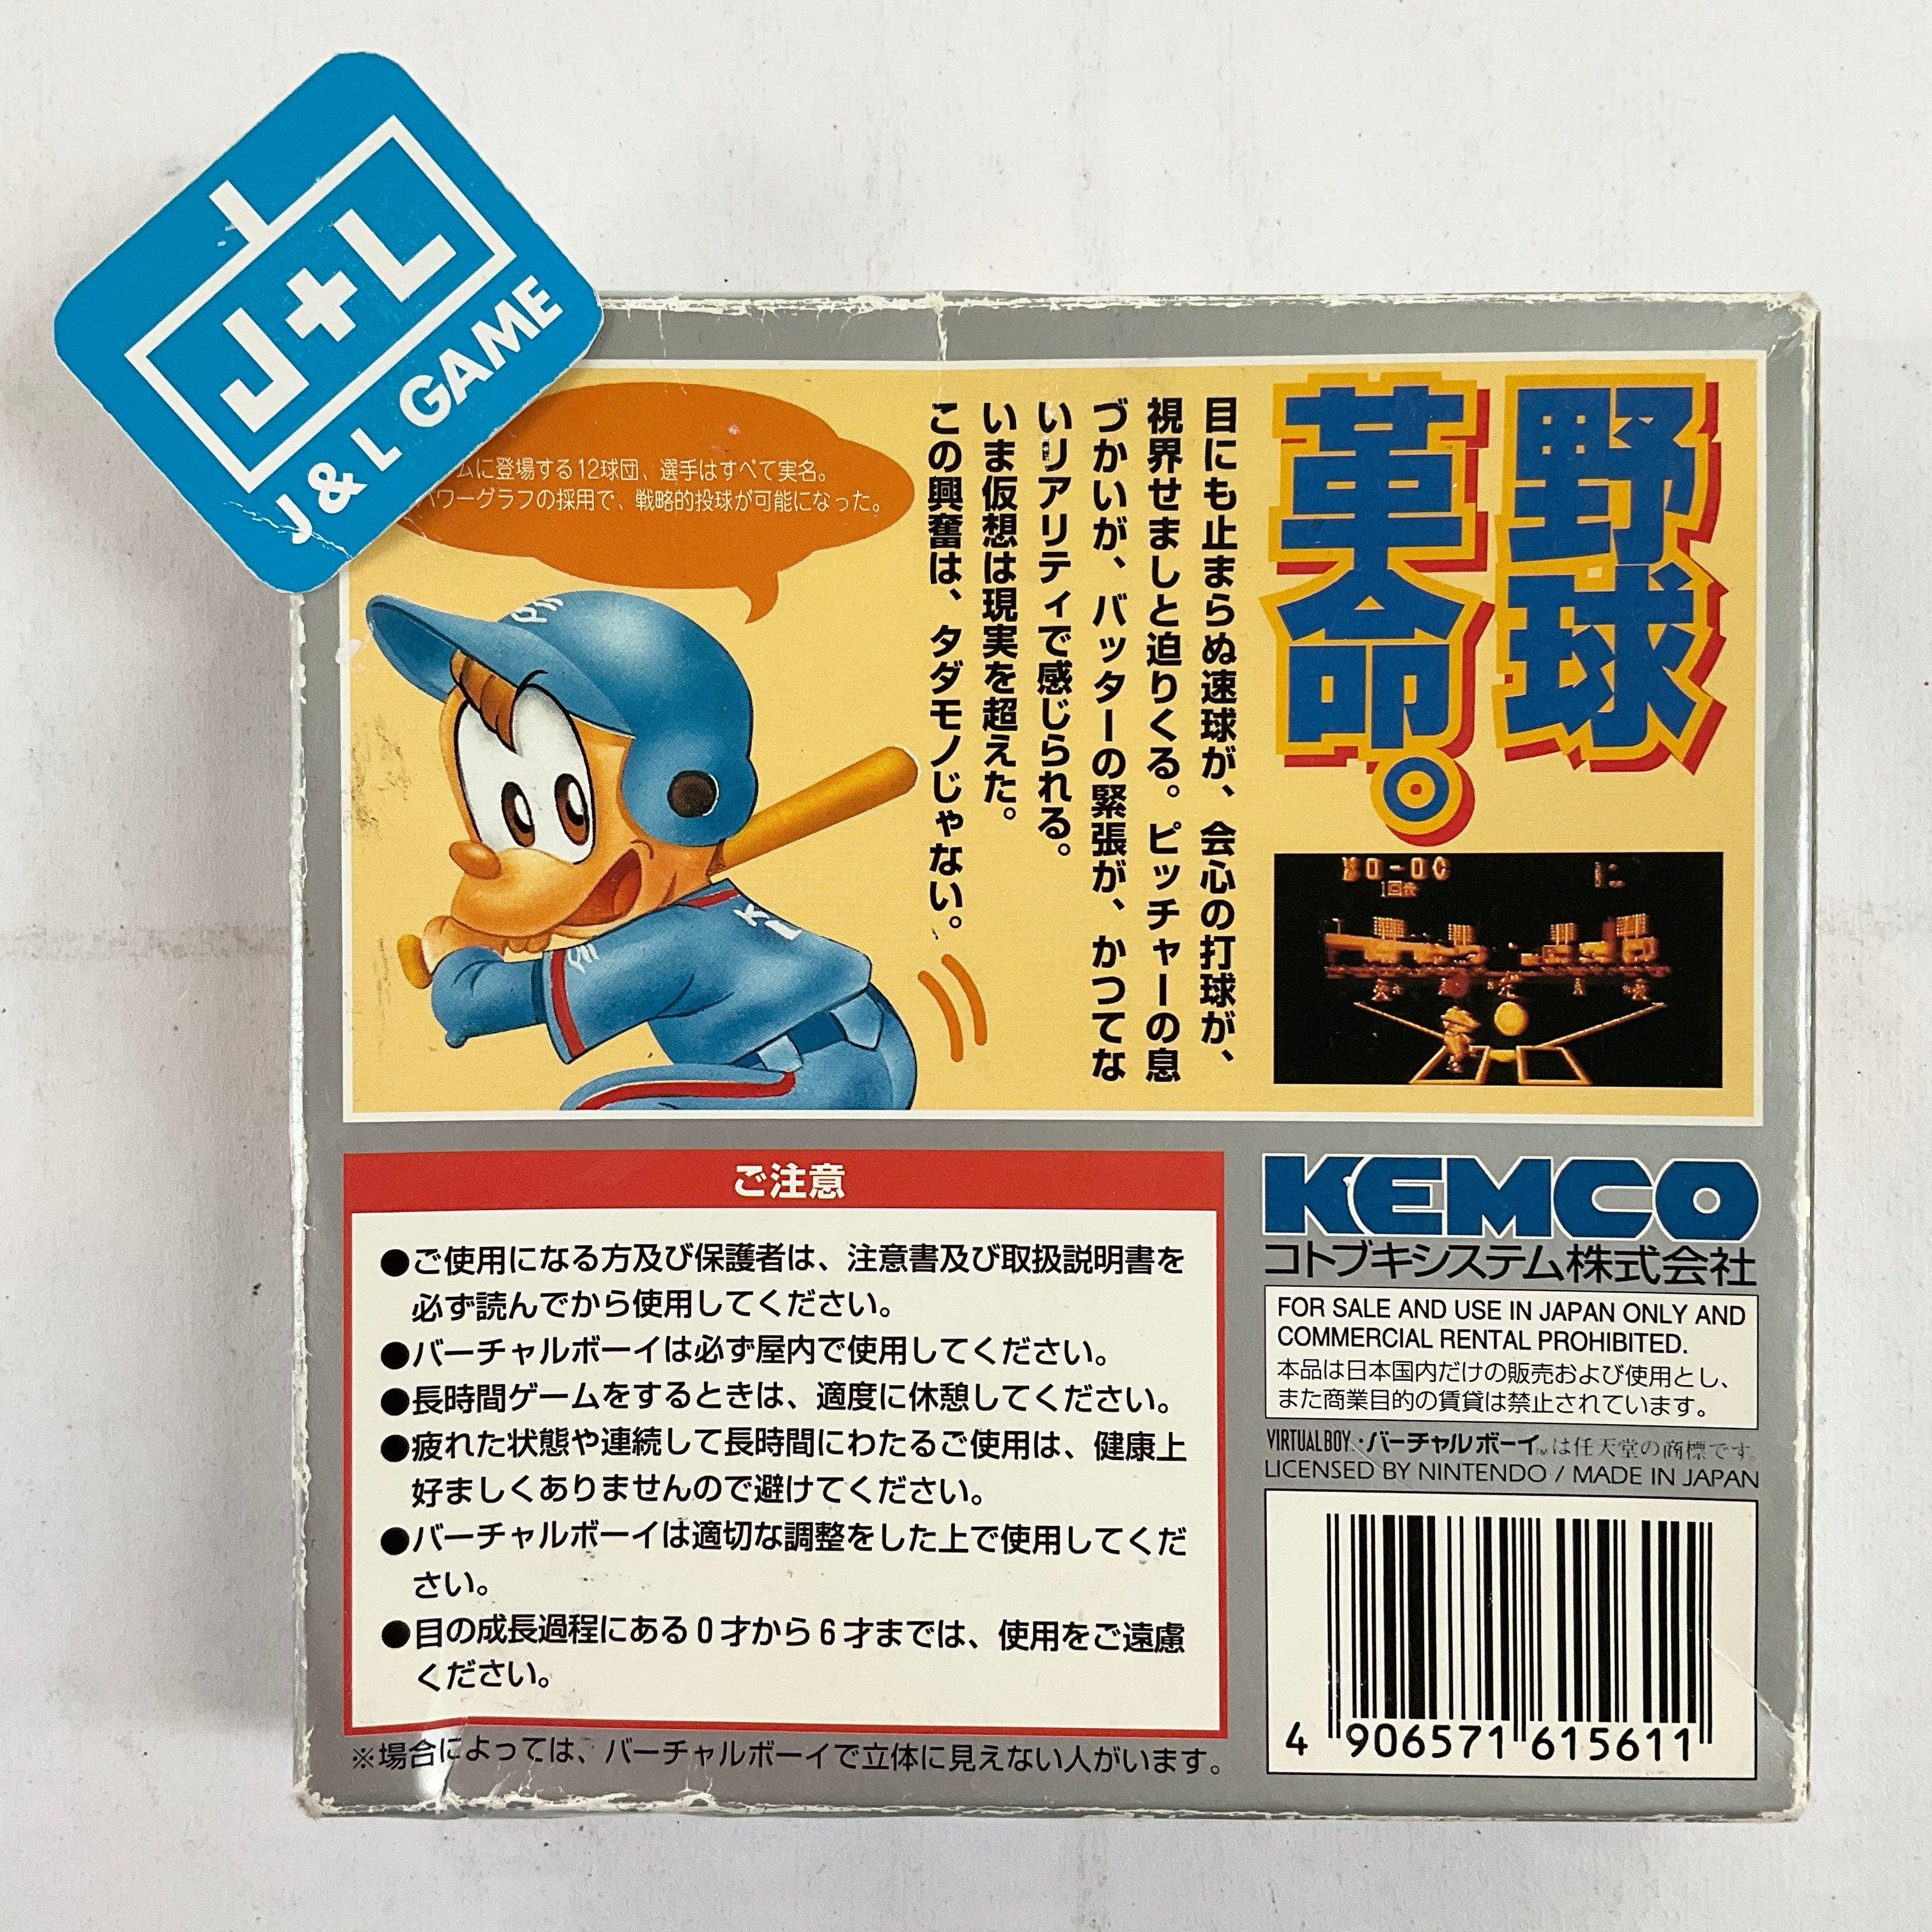 J+L
J & L GAME
野球
革命。
目にも止まらぬ速球が、会心の打球が、
視界せましと迫りくる。ピッチャーの息
づかいが、バッターの緊張が、かつてな
いリアリティで感じられる。
いま仮想は現実を超えた。
この興奮は、タダモノじゃない。
ムに登場する12球団、選手はすべて実名。
パワーグラフの採用で、戦略的投球が可能になった。
1回後
ご注意
●ご使用になる方及び保護者は、注意書及び取扱説明書を
必ず読んでから使用してください。
●バーチャルボーイは必ず屋内で使用してください。
●長時間ゲームをするときは、適度に休憩してください。
●疲れた状態や連続して長時間にわたるご使用は、健康上
好ましくありませんので避けてください。
●バーチャルボーイは適切な調整をした上で使用してくだ
さい。
●目の成長過程にある0才から6才までは、使用をご遠慮
ください。
※場合によっては、バーチャルボーイで立体に見えない人がいます。
KEMCO
コトブキシステム株式会社
FOR SALE AND USE IN JAPAN ONLY AND
COMMERCIAL RENTAL PROHIBITED.
本品は日本国内だけの販売および使用とし、
また商業目的の賃貸は禁止されています。
VIRTUAL BOY・バーチャルボーイ™は任天堂の商標です。
LICENSED BY NINTENDO / MADE IN JAPAN
4 906571 615611